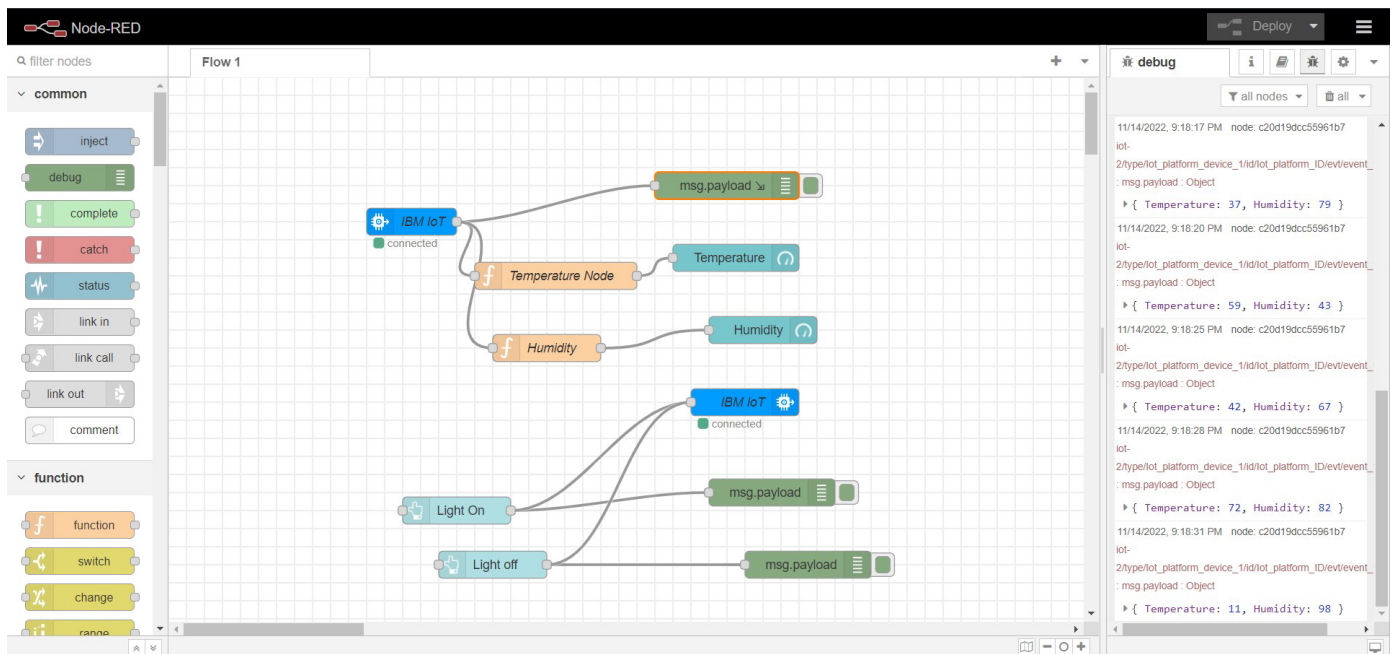 Node-RED
Deploy
filter nodes
Flow 1
debug
i
common
all nodes
all
inject
debug
complete
catch
status
link in
link call
link out
comment
function
function
switch
change
range
msg.payload
IBM IoT
connected
Temperature Node
Temperature
Humidity
Humidity
IBM IoT
connected
Light On
msg.payload
Light off
msg.payload
11/14/2022, 9:18:17 PM node: c20d19dcc55961b7
iot-
2/type/Iot_platform_device_1/id/Iot_platform_ID/evt/event_
: msg.payload : Object
{ Temperature: 37, Humidity: 79 }
11/14/2022, 9:18:20 PM node: c20d19dcc55961b7
iot-
2/type/Iot_platform_device_1/id/Iot_platform_ID/evt/event_
: msg.payload : Object
{ Temperature: 59, Humidity: 43 }
11/14/2022, 9:18:25 PM node: c20d19dcc55961b7
iot-
2/type/Iot_platform_device_1/id/Iot_platform_ID/evt/event_
: msg.payload : Object
{ Temperature: 42, Humidity: 67 }
11/14/2022, 9:18:28 PM node: c20d19dcc55961b7
iot-
2/type/Iot_platform_device_1/id/Iot_platform_ID/evt/event_
: msg.payload : Object
{ Temperature: 72, Humidity: 82 }
11/14/2022, 9:18:31 PM node: c20d19dcc55961b7
iot-
2/type/Iot_platform_device_1/id/Iot_platform_ID/evt/event_
: msg.payload : Object
{ Temperature: 11, Humidity: 98 }